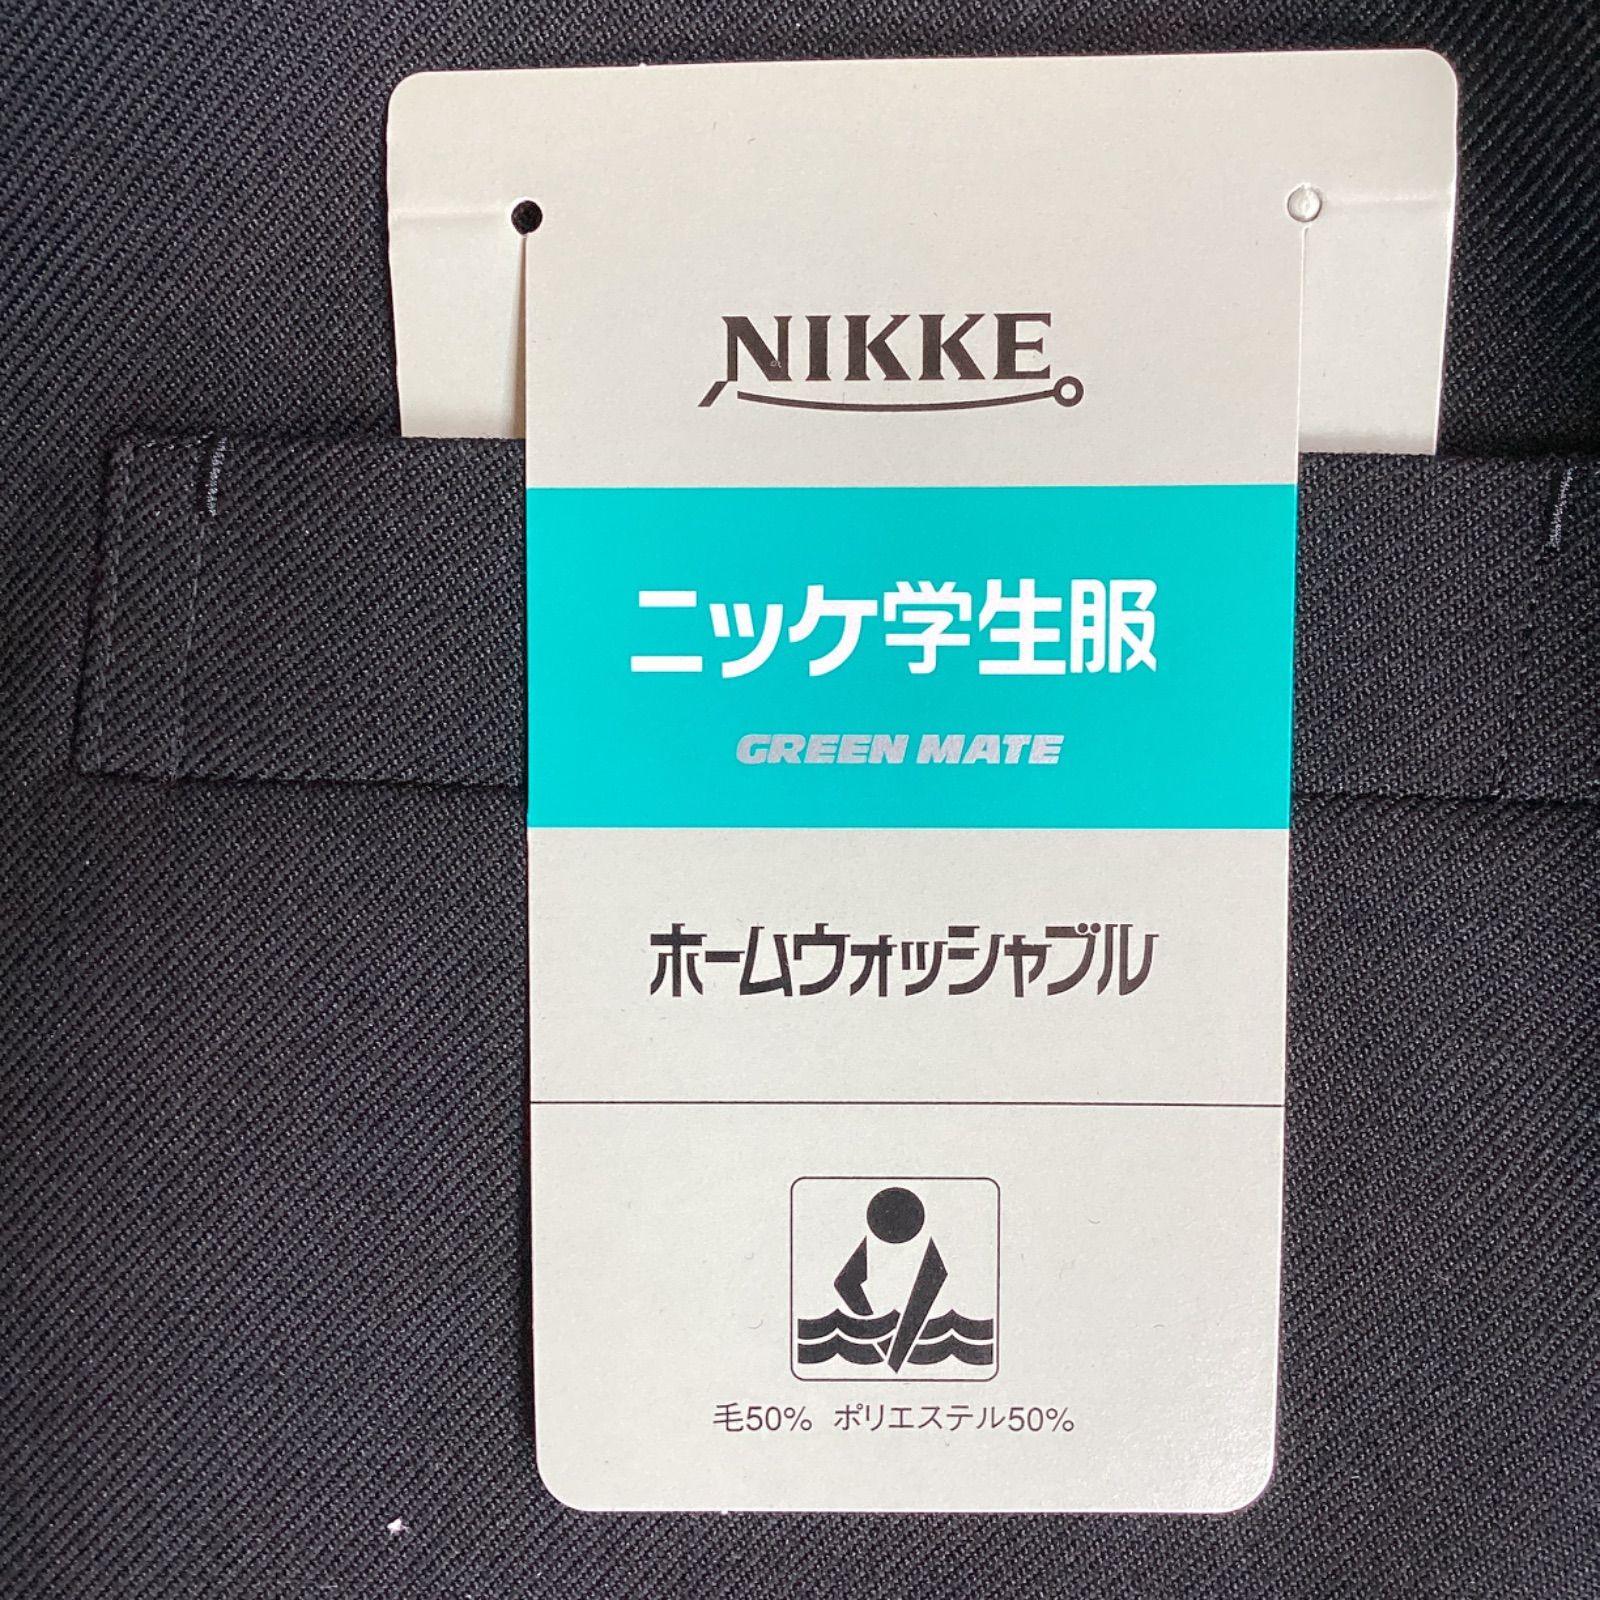 NIKKE
ニッケ学生服
GREEN MATE
ホームウォッシャブル
毛50% ポリエステル50%